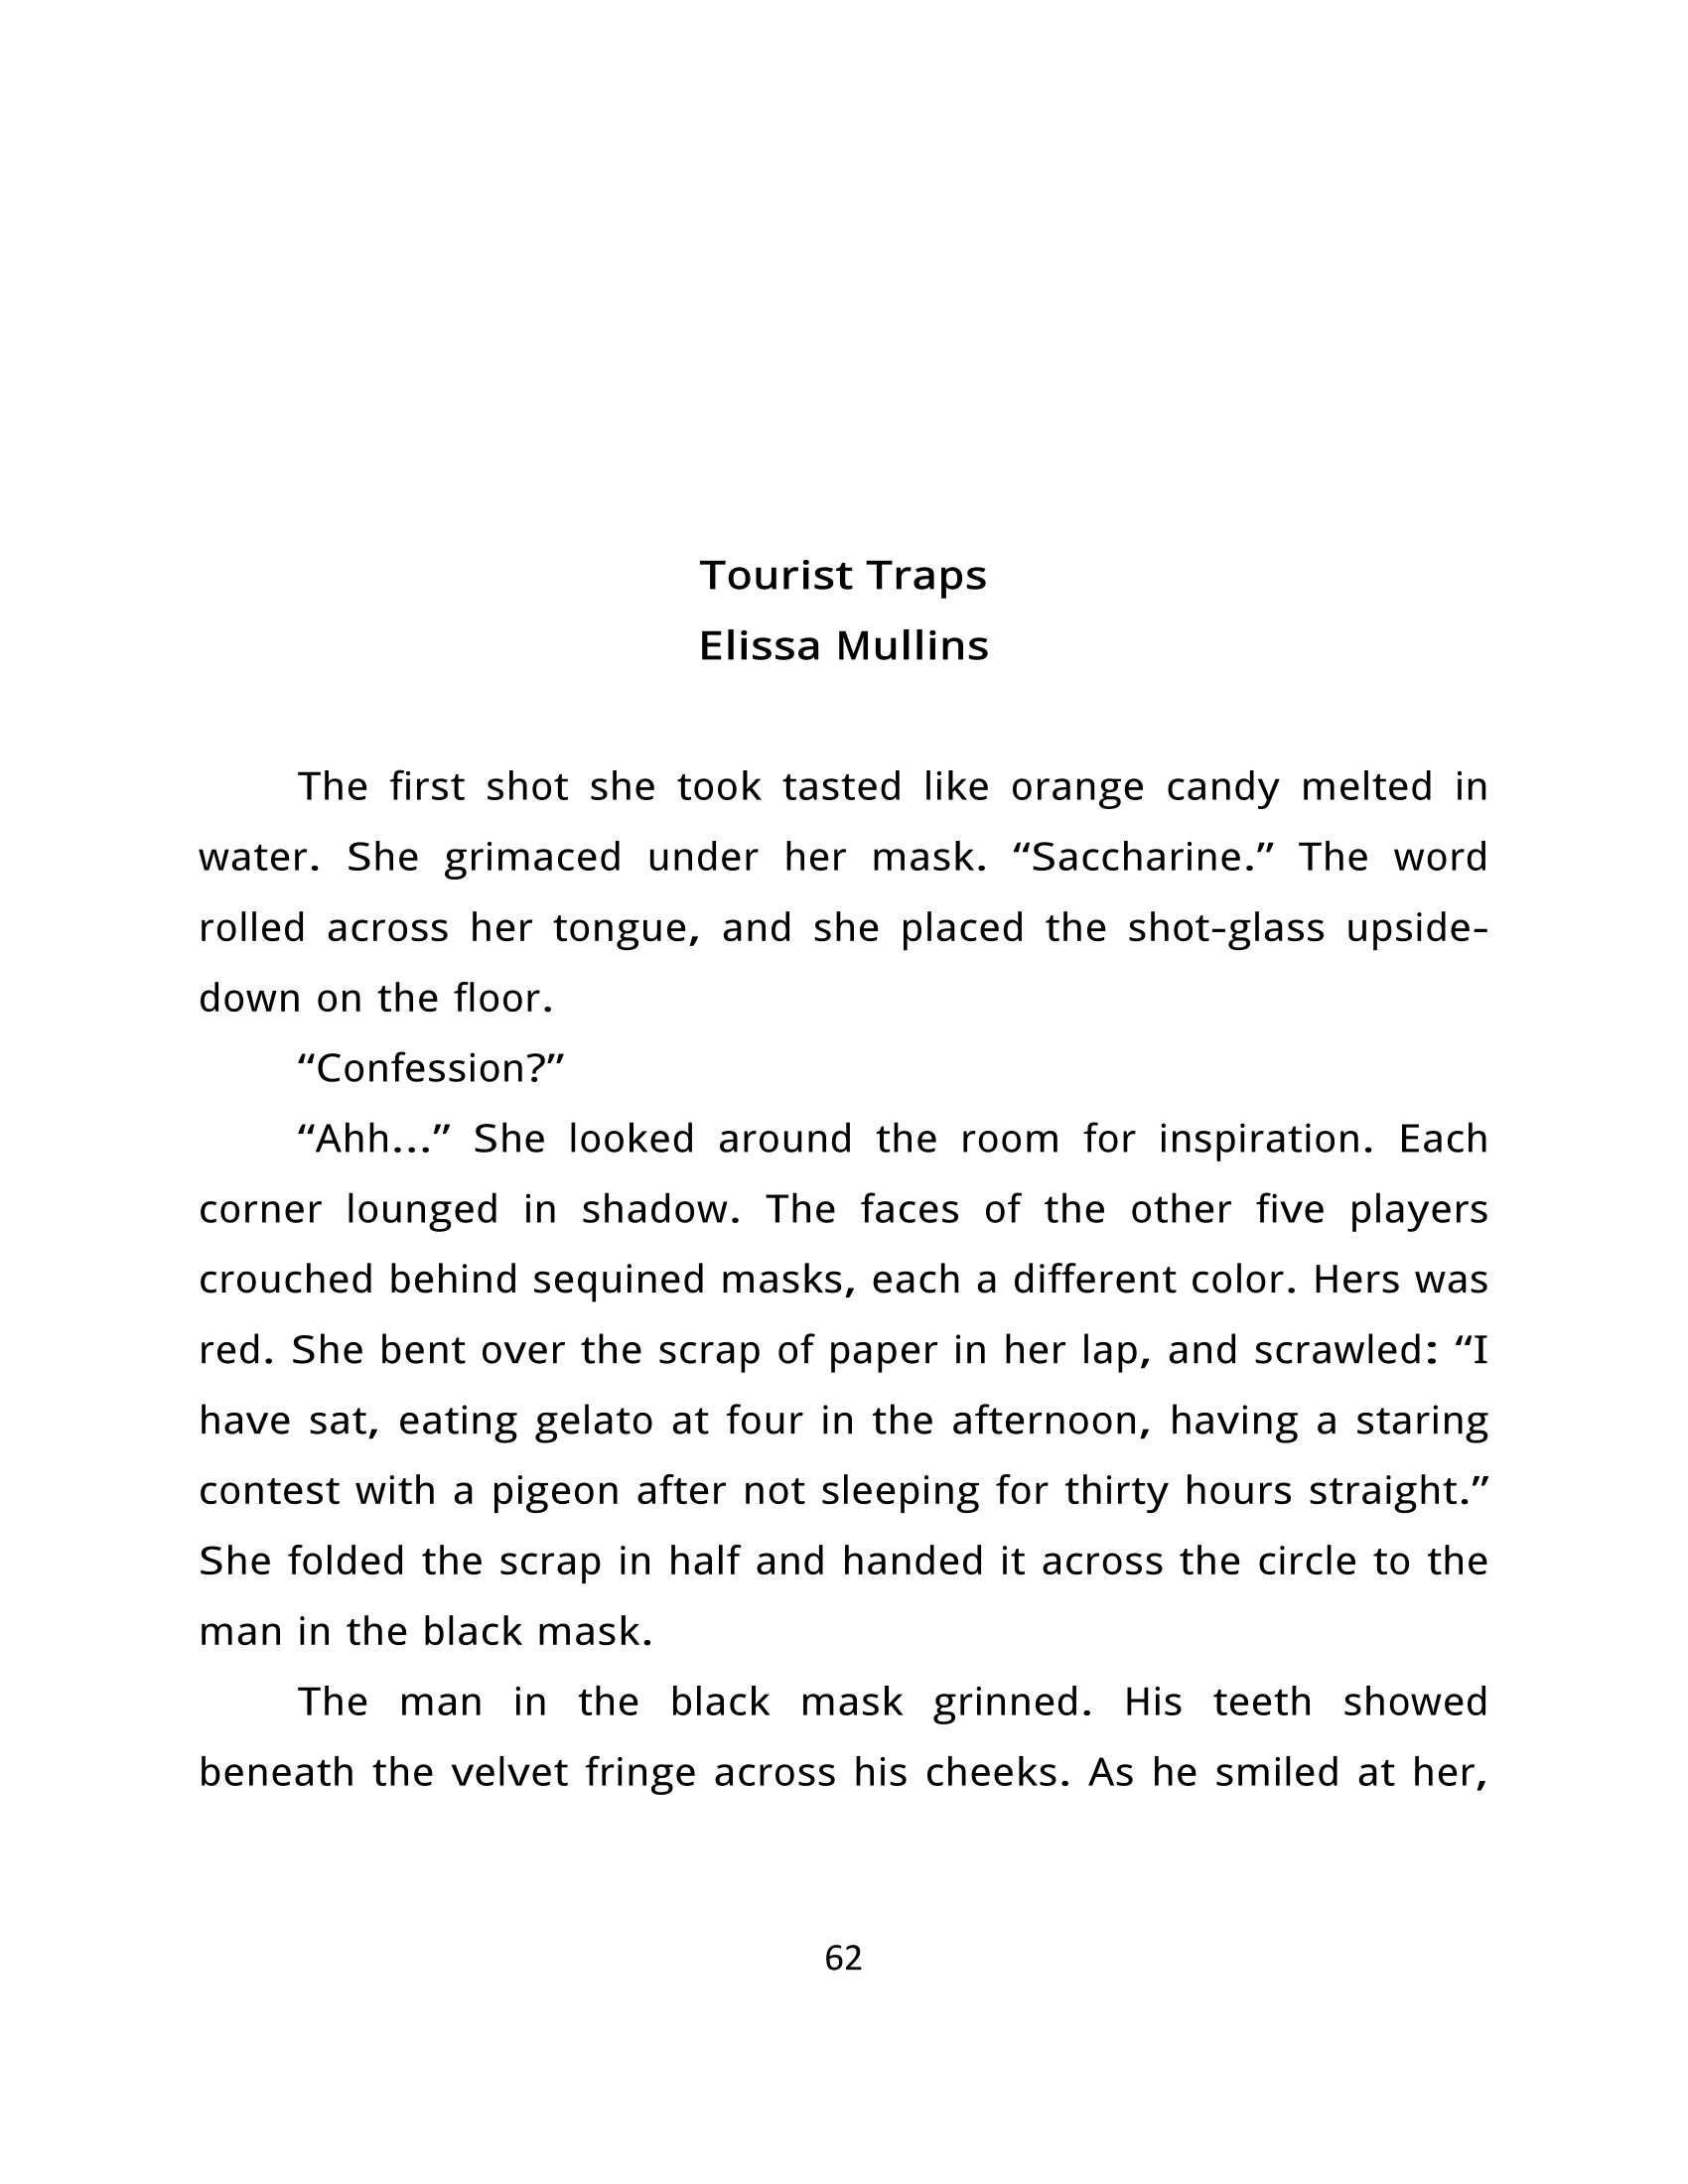 Tourist Traps
Elissa Mullins
The first shot she took tasted like orange candy melted in
water. She grimaced under her mask. “Saccharine.” The word
rolled across her tongue, and she placed the shot-glass upside-
down on the floor.
“Confession?”
“Ahh…” She looked around the room for inspiration. Each
corner lounged in shadow. The faces of the other five players
crouched behind sequined masks, each a different color. Hers was
red. She bent over the scrap of paper in her lap, and scrawled: “I
have sat, eating gelato at four in the afternoon, having a staring
contest with a pigeon after not sleeping for thirty hours straight.”
She folded the scrap in half and handed it across the circle to the
man in the black mask.
The man in the black mask grinned. His teeth showed
beneath the velvet fringe across his cheeks. As he smiled at her,
62